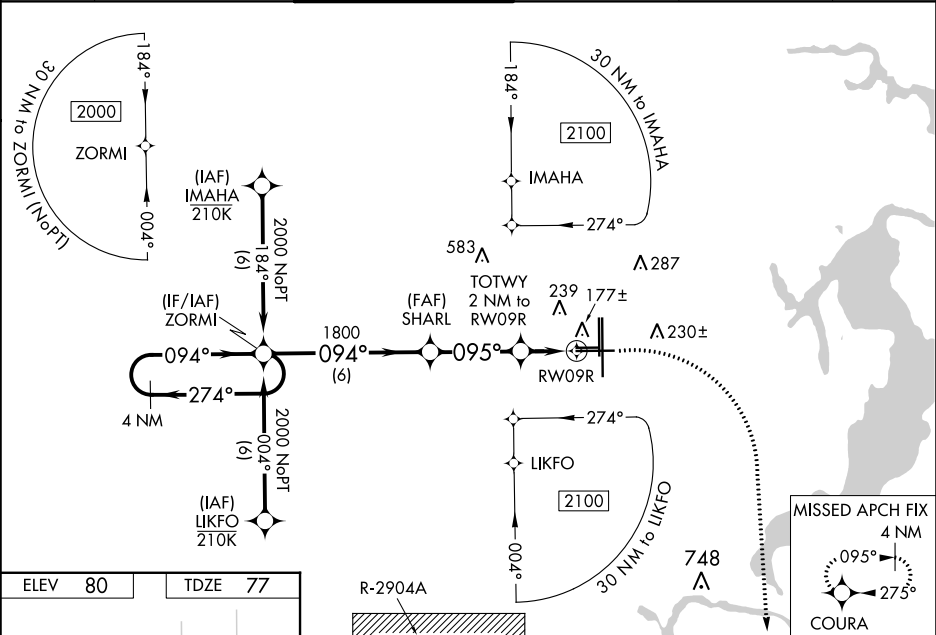 30 NM to ZORMI (NoPT)
184°
2000
ZORMI
004°
184°
30 NM to IMAHA
2100
IMAHA
274°
(IAF)
IMAHA
210K
2000 NoPT
184°
(6)
583
287
TOTWY
2 NM to
RW09R
239
177±
230±
(IF/IAF)
ZORMI
(FAF)
SHARL
1800
094°
094°
(6)
095°
RW09R
274°
4 NM
2000 NoPT
004°
(6)
(IAF)
LIKFO
210K
274°
LIKFO
2100
004°
30 NM to LIKFO
748
MISSED APCH FIX
4 NM
095°
275°
COURA
ELEV 80
TDZE 77
R-2904A